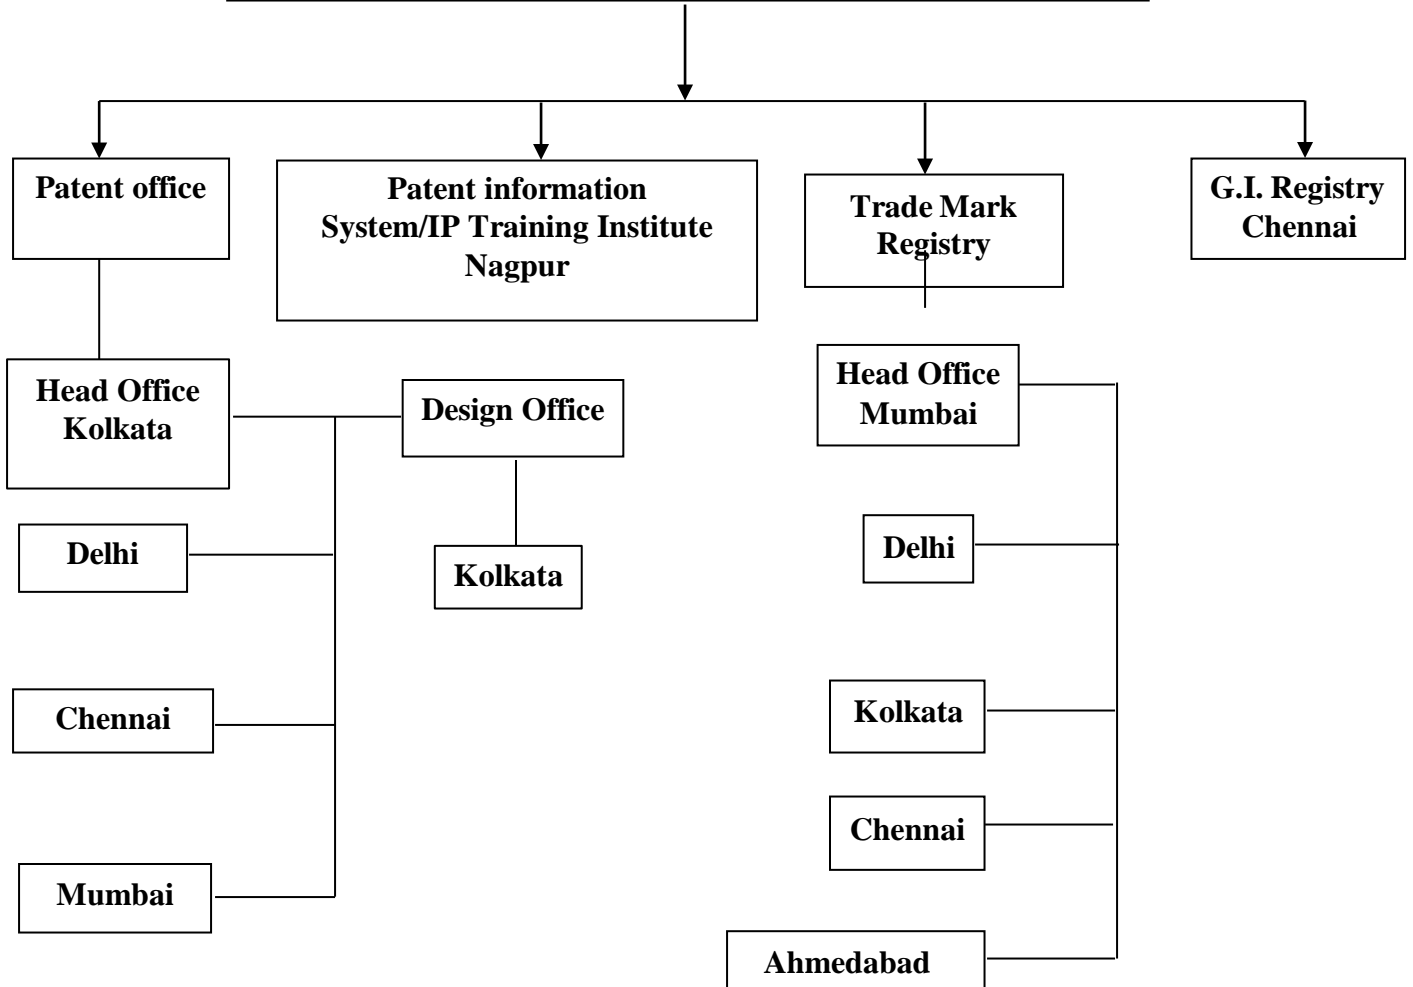 Patent office
Patent information
System/IP Training Institute
Nagpur
Trade Mark
Registry
G.I. Registry
Chennai
Head Office
Kolkata
Design Office
Head Office
Mumbai
Delhi
Kolkata
Delhi
Chennai
Kolkata
Chennai
Mumbai
Ahmedabad